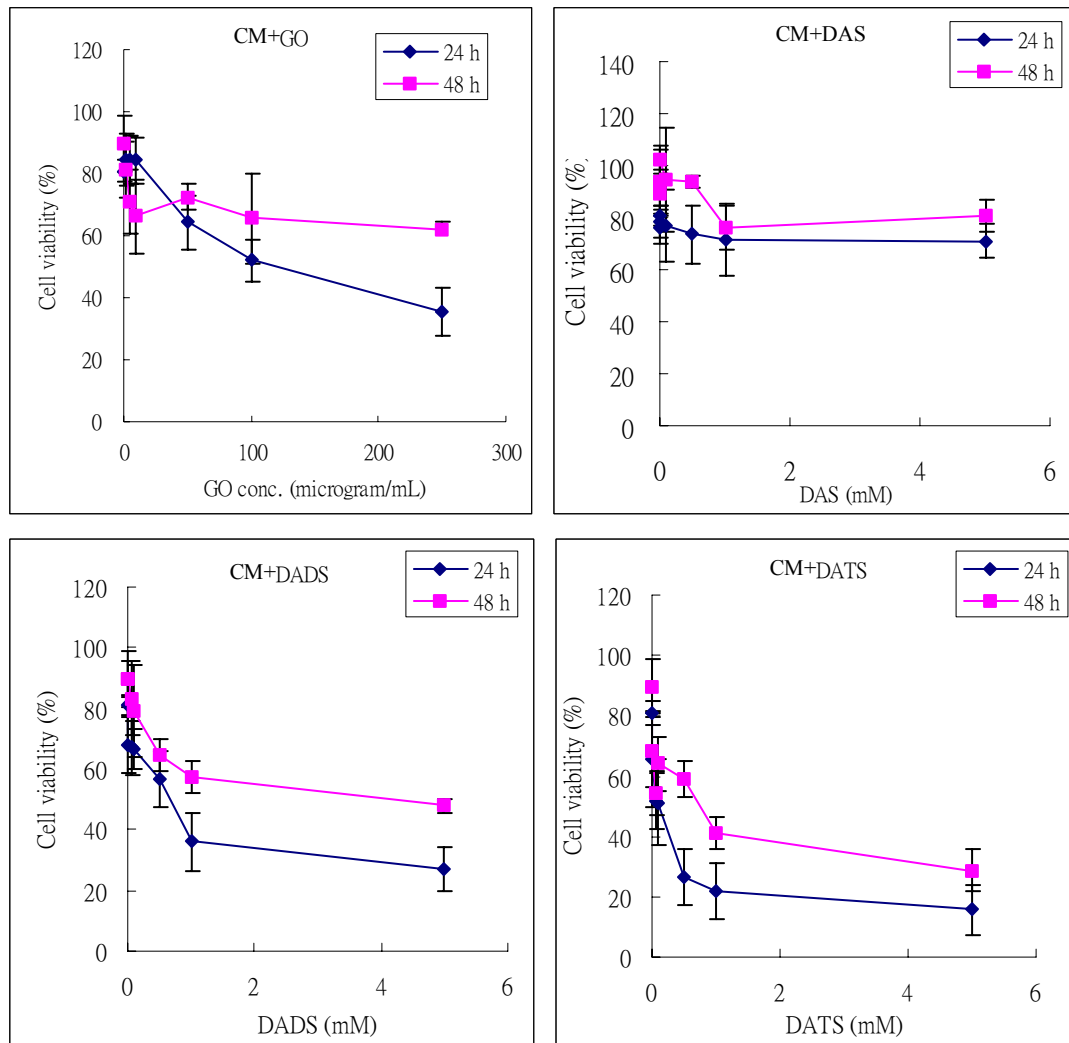 CM+GO
24 h
48 h
120
100
80
60
40
20
0
Cell viability (%)
0
100
200
300
GO conc. (microgram/mL)
CM+DAS
24 h
48 h
140
120
100
80
60
40
20
0
Cell viability (%)
0
2
4
6
DAS (mM)
CM+DADS
24 h
48 h
120
100
80
60
40
20
0
Cell viability (%)
0
2
4
6
DADS (mM)
CM+DATS
24 h
48 h
120
100
80
60
40
20
0
Cell viability (%)
0
2
4
6
DATS (mM)